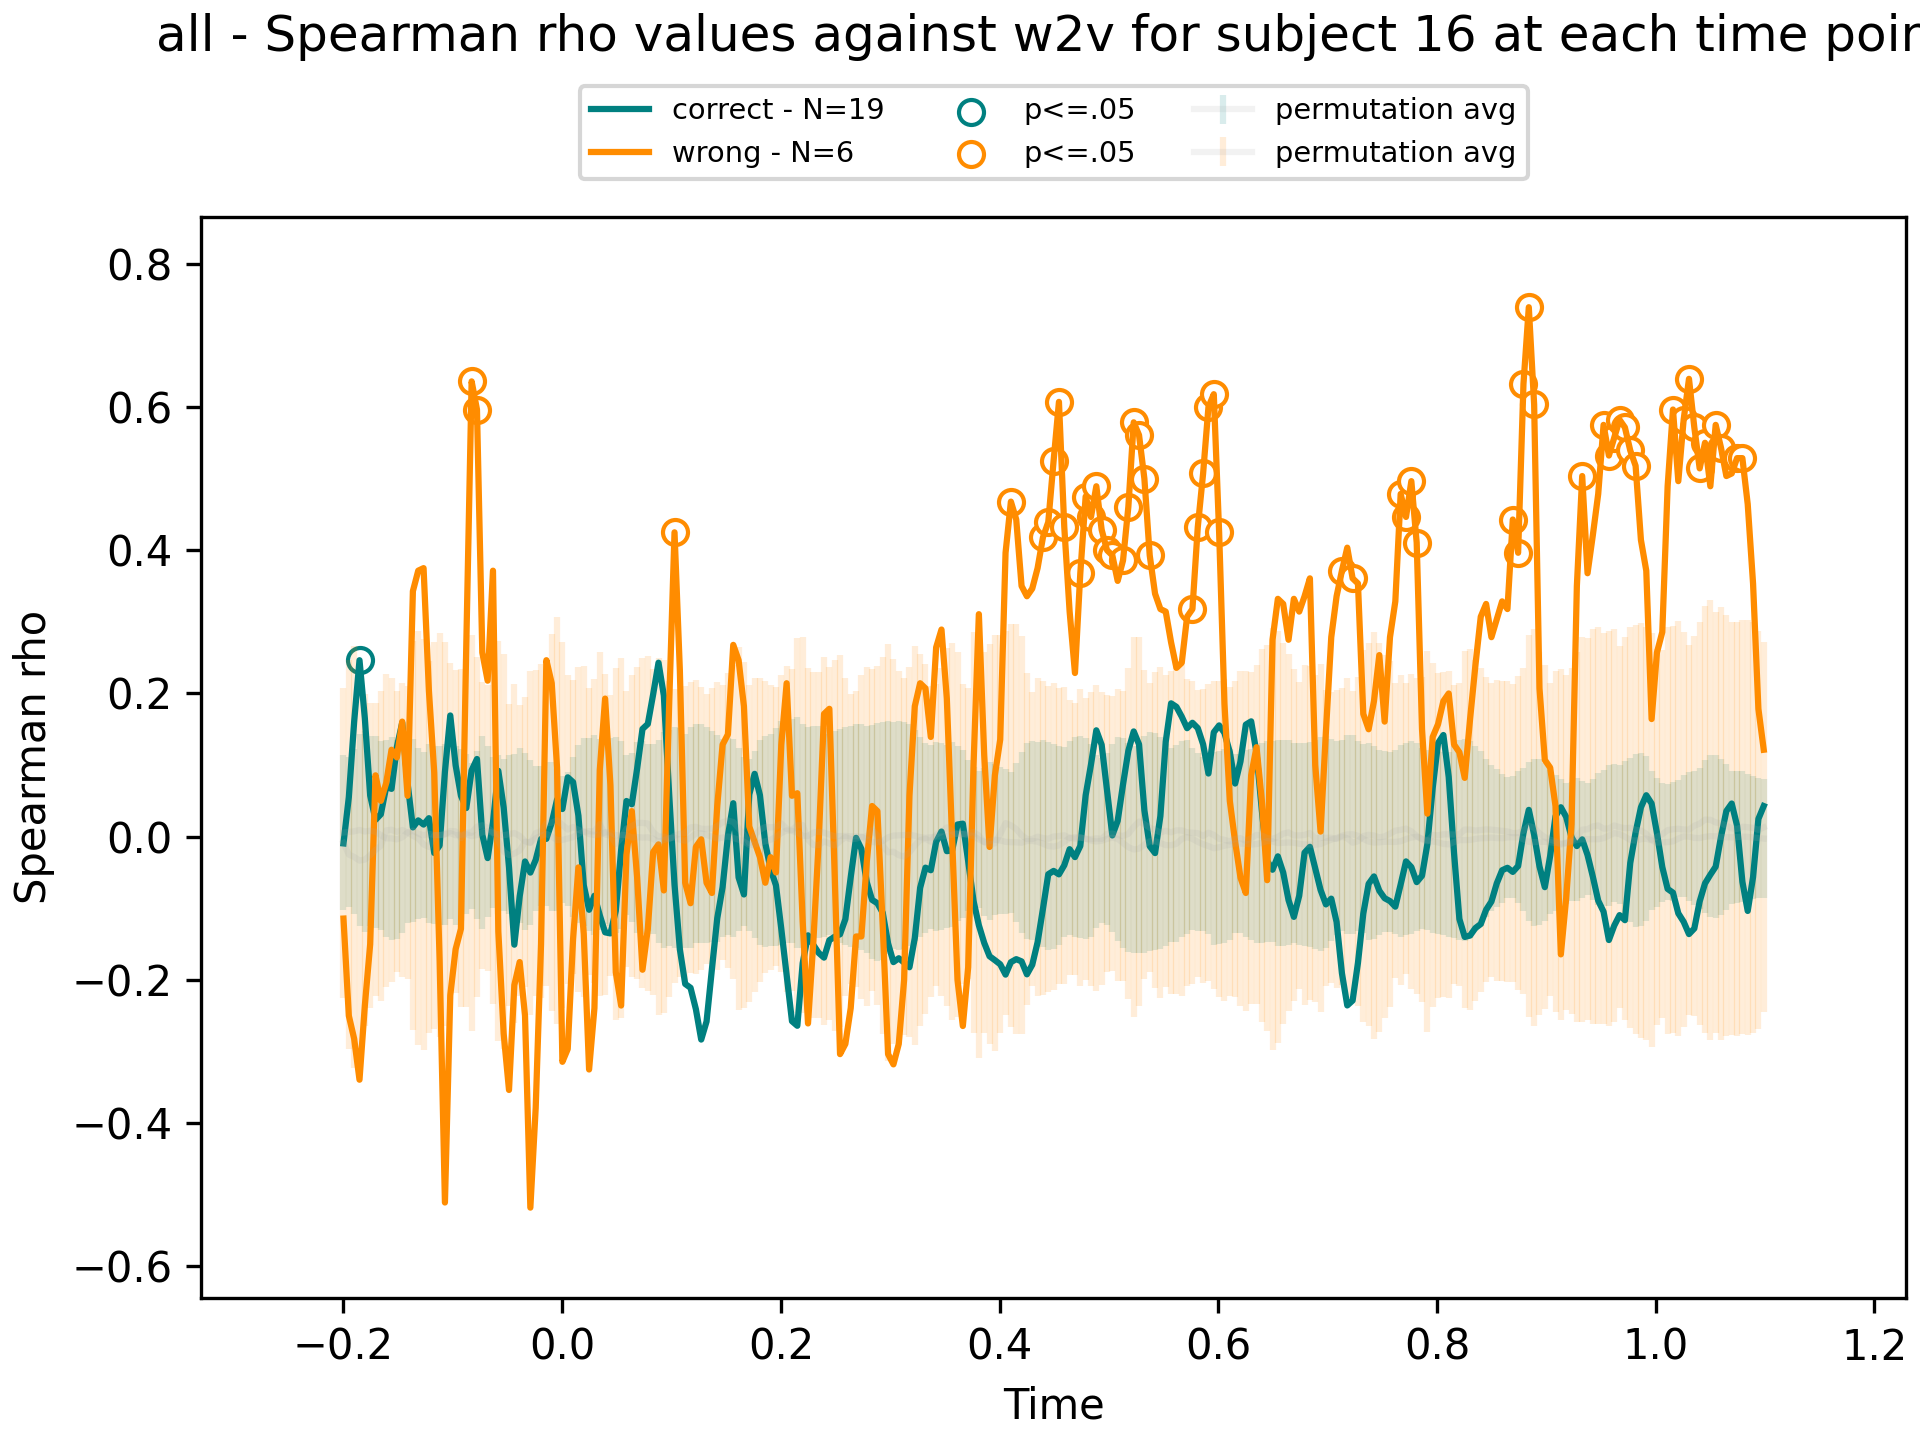 all - Spearman rho values against w2v for subject 16 at each time
correct - N=19
wrong - N=6
p<=.05
p<=.05
permutation avg
permutation avg
Spearman rho
0.8
0.6
0.4
0.2
0.0
−0.2
−0.4
−0.6
−0.2
0.0
0.2
0.4
0.6
0.8
1.0
1.2
Time